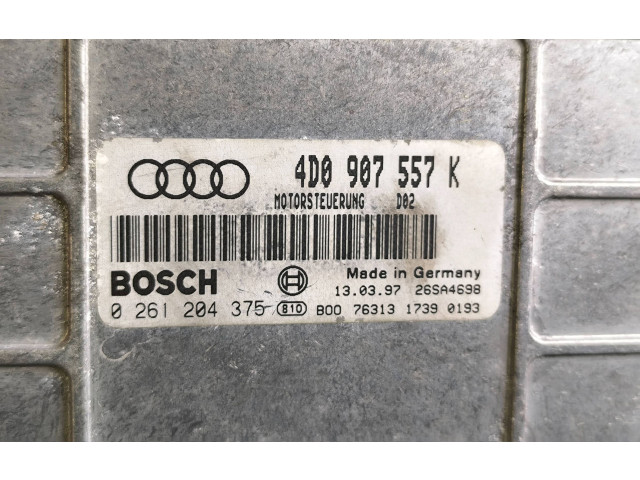 4D0 907 557 K
MOTORSTEUERUNG D02
BOSCH
Made in Germany
13.03.97 26SA4698
0 261 204 375 810 B00 76313 1739 0193